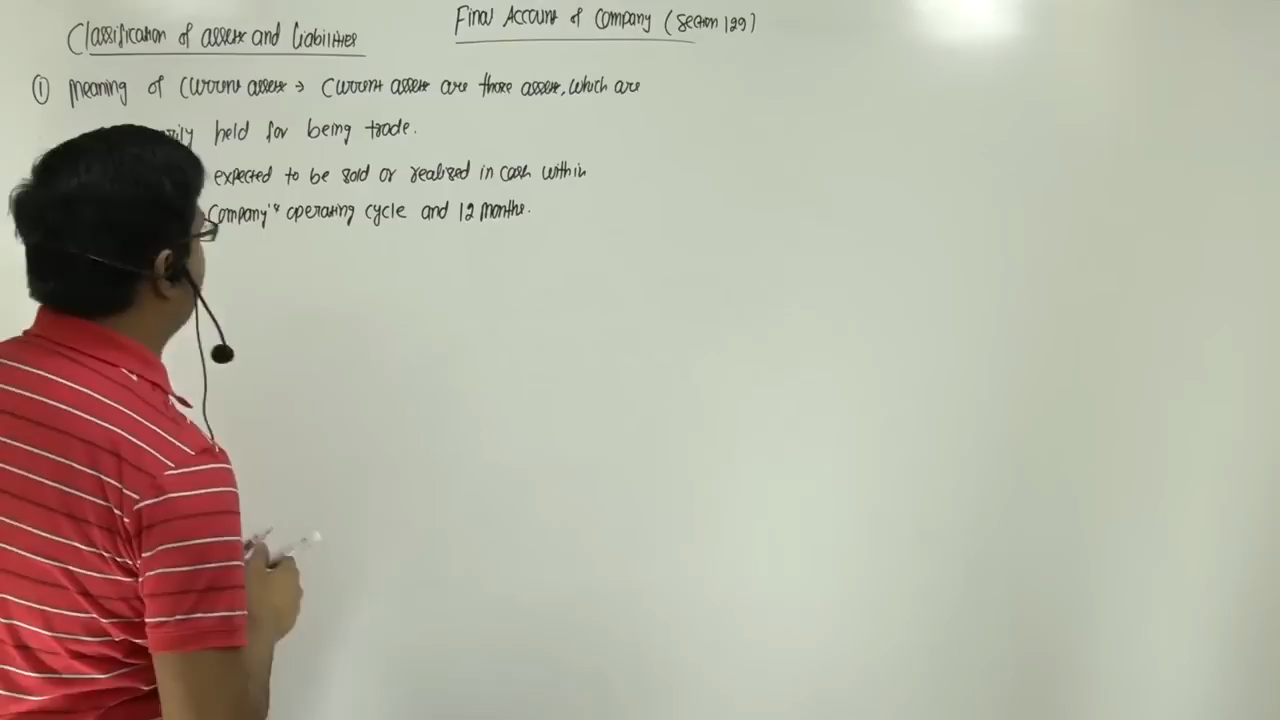 Final Account of Company (Section 129)
Classification of assets and Liabilities
① Meaning of Current assets → Current assets are those assets, which are
held for being trade.
expected to be sold or realised in cash within
Company's operating cycle and 12 months.